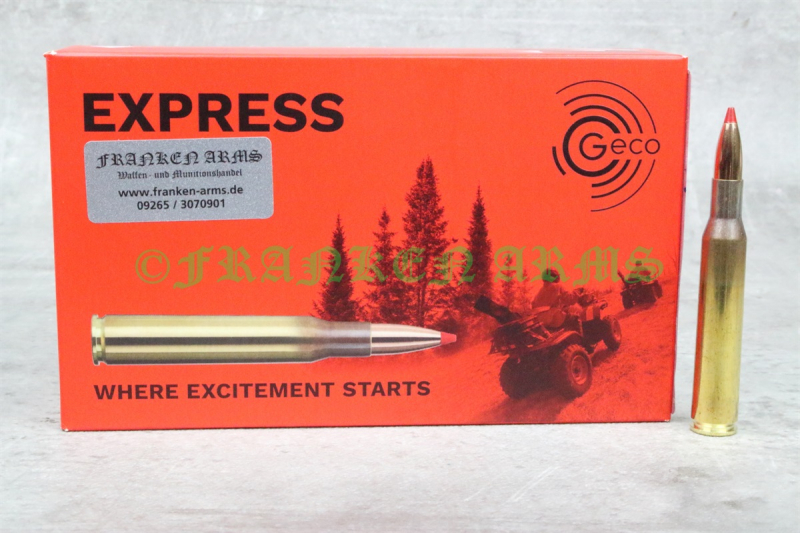 EXPRESS
Geco
FRANKEN ARMS
Waffen- und Munitionshandel
www.franken-arms.de
09265 / 3070901
©FRANKEN ARMS
WHERE EXCITEMENT STARTS